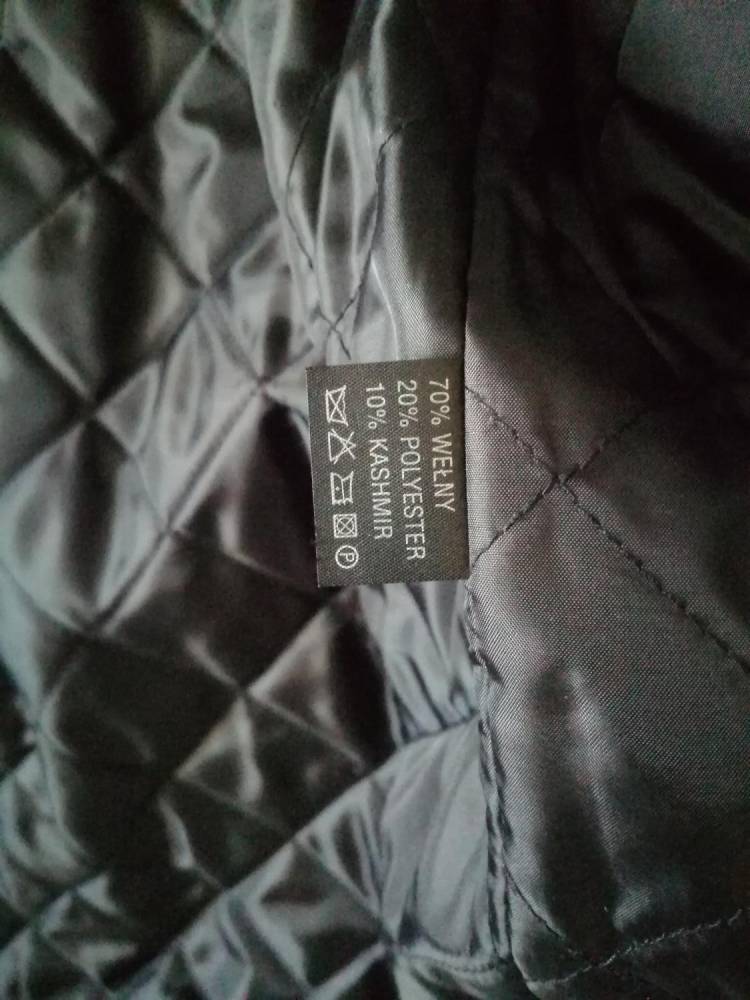 70% WEŁNY
20% POLYESTER
10% KASHMIR
P